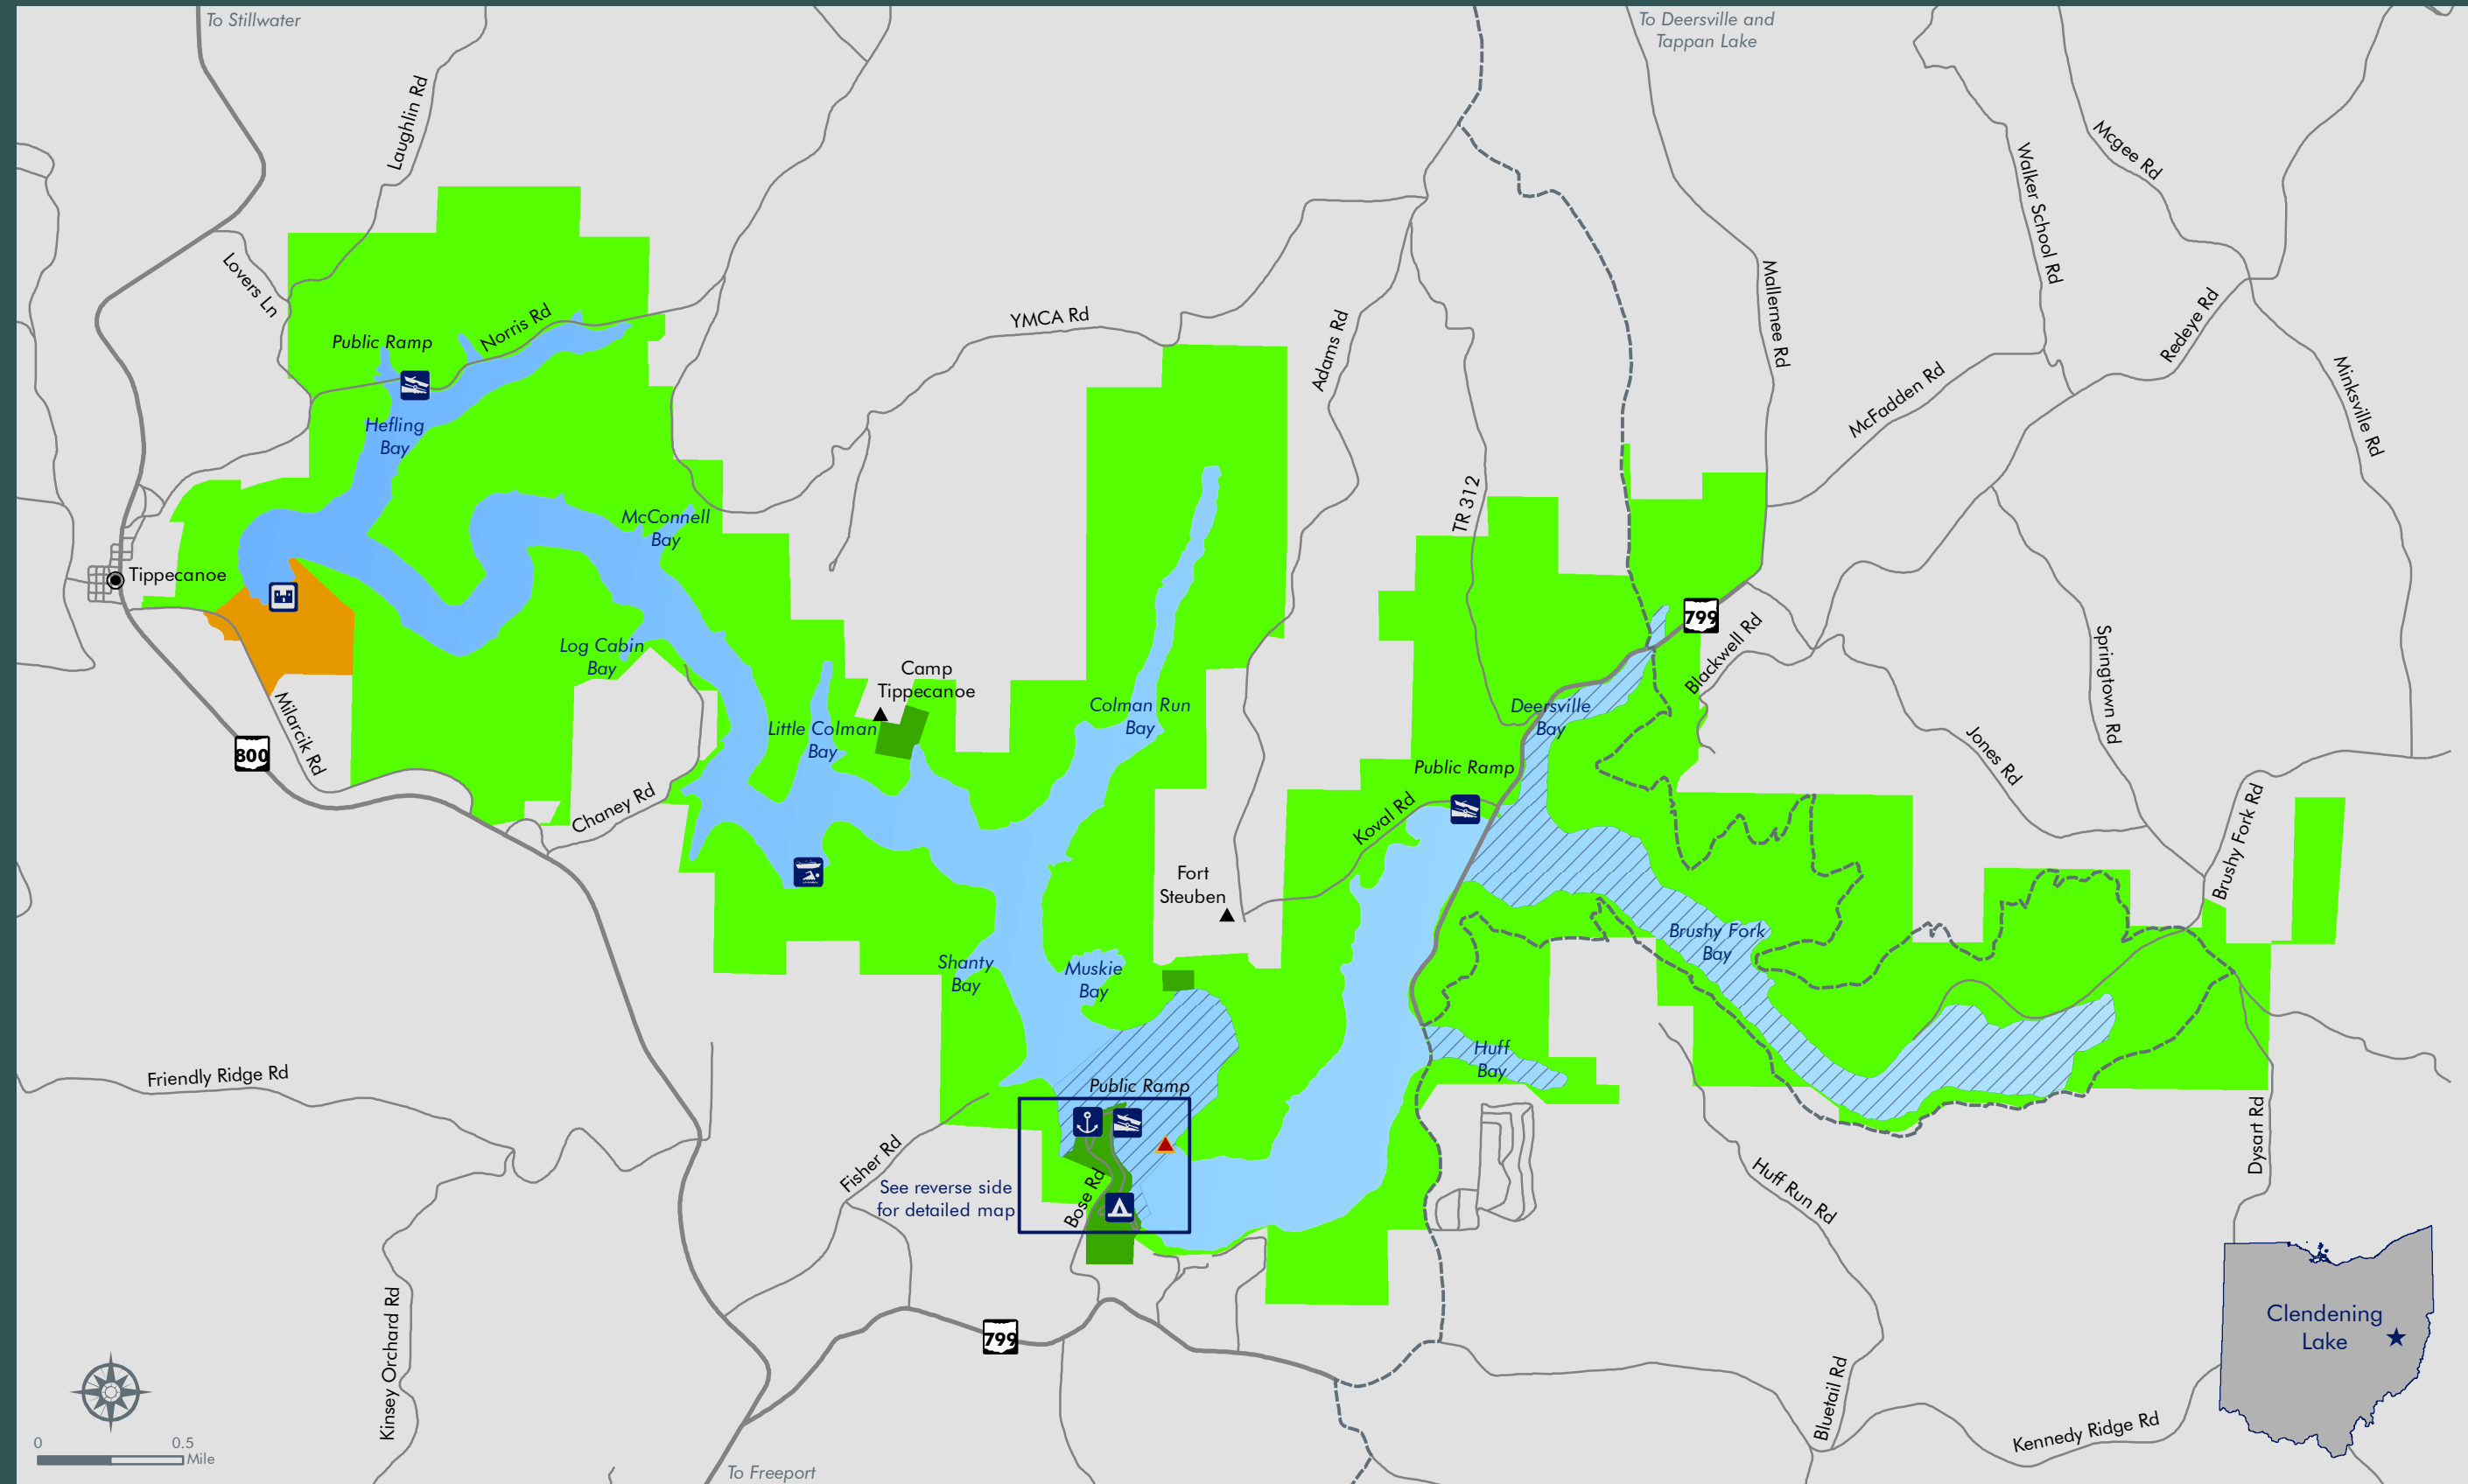 To Stillwater
To Deersville and
Tappan Lake
Laughlin Rd
Mcgee Rd
Walker School Rd
Lovers Ln
Mallernee Rd
Redeye Rd
Norris Rd
YMCA Rd
Adams Rd
Public Ramp
McFadden Rd
Minksville Rd
Hefling
Bay
TR 312
McConnell
Bay
Tippecanoe
799
Log Cabin
Bay
Blackwell Rd
Springtown Rd
Camp
Tippecanoe
Colman Run
Bay
Deersville
Bay
Little Colman
Bay
Milarcik Rd
800
Jones Rd
Public Ramp
Chaney Rd
Koval Rd
Brushy Fork Rd
Fort
Steuben
Brushy Fork
Bay
Shanty
Bay
Muskie
Bay
Huff
Bay
Friendly Ridge Rd
Public Ramp
Fisher Rd
Bose Rd
See reverse side
for detailed map
Dysart Rd
Huff Run Rd
Kinsey Orchard Rd
799
Clendening
Lake
Bluetail Rd
Kennedy Ridge Rd
0 0.5
Mile
To Freeport